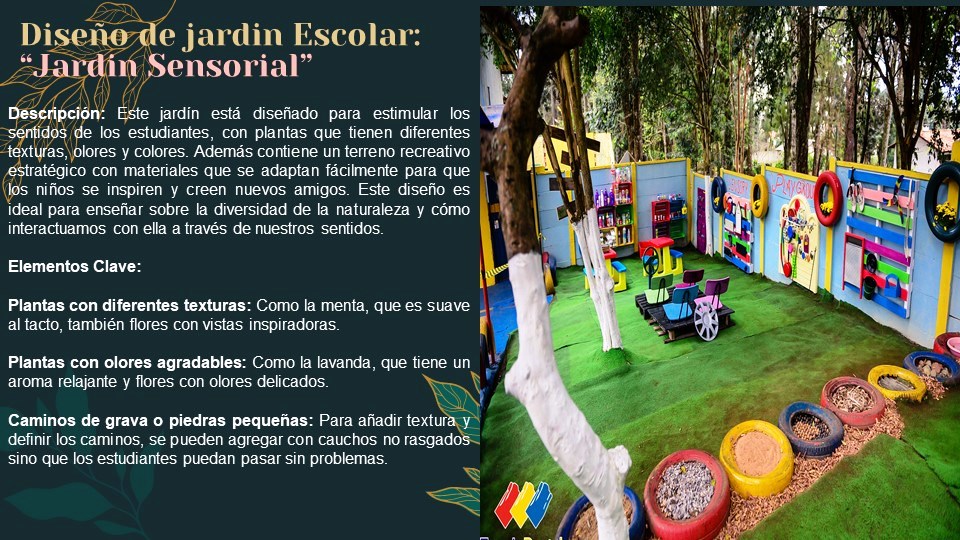 Diseño de jardin Escolar:
“Jardín Sensorial”
Descripción: Este jardín está diseñado para estimular los
sentidos de los estudiantes, con plantas que tienen diferentes
texturas, olores y colores. Además contiene un terreno recreativo
estratégico con materiales que se adaptan fácilmente para que
los niños se inspiren y creen nuevos amigos. Este diseño es
ideal para enseñar sobre la diversidad de la naturaleza y cómo
interactuamos con ella a través de nuestros sentidos.
Elementos Clave:
Plantas con diferentes texturas: Como la menta, que es suave
al tacto, también flores con vistas inspiradoras.
Plantas con olores agradables: Como la lavanda, que tiene un
aroma relajante y flores con olores delicados.
Caminos de grava o piedras pequeñas: Para añadir textura y
definir los caminos, se pueden agregar con cauchos no rasgados
sino que los estudiantes puedan pasar sin problemas.